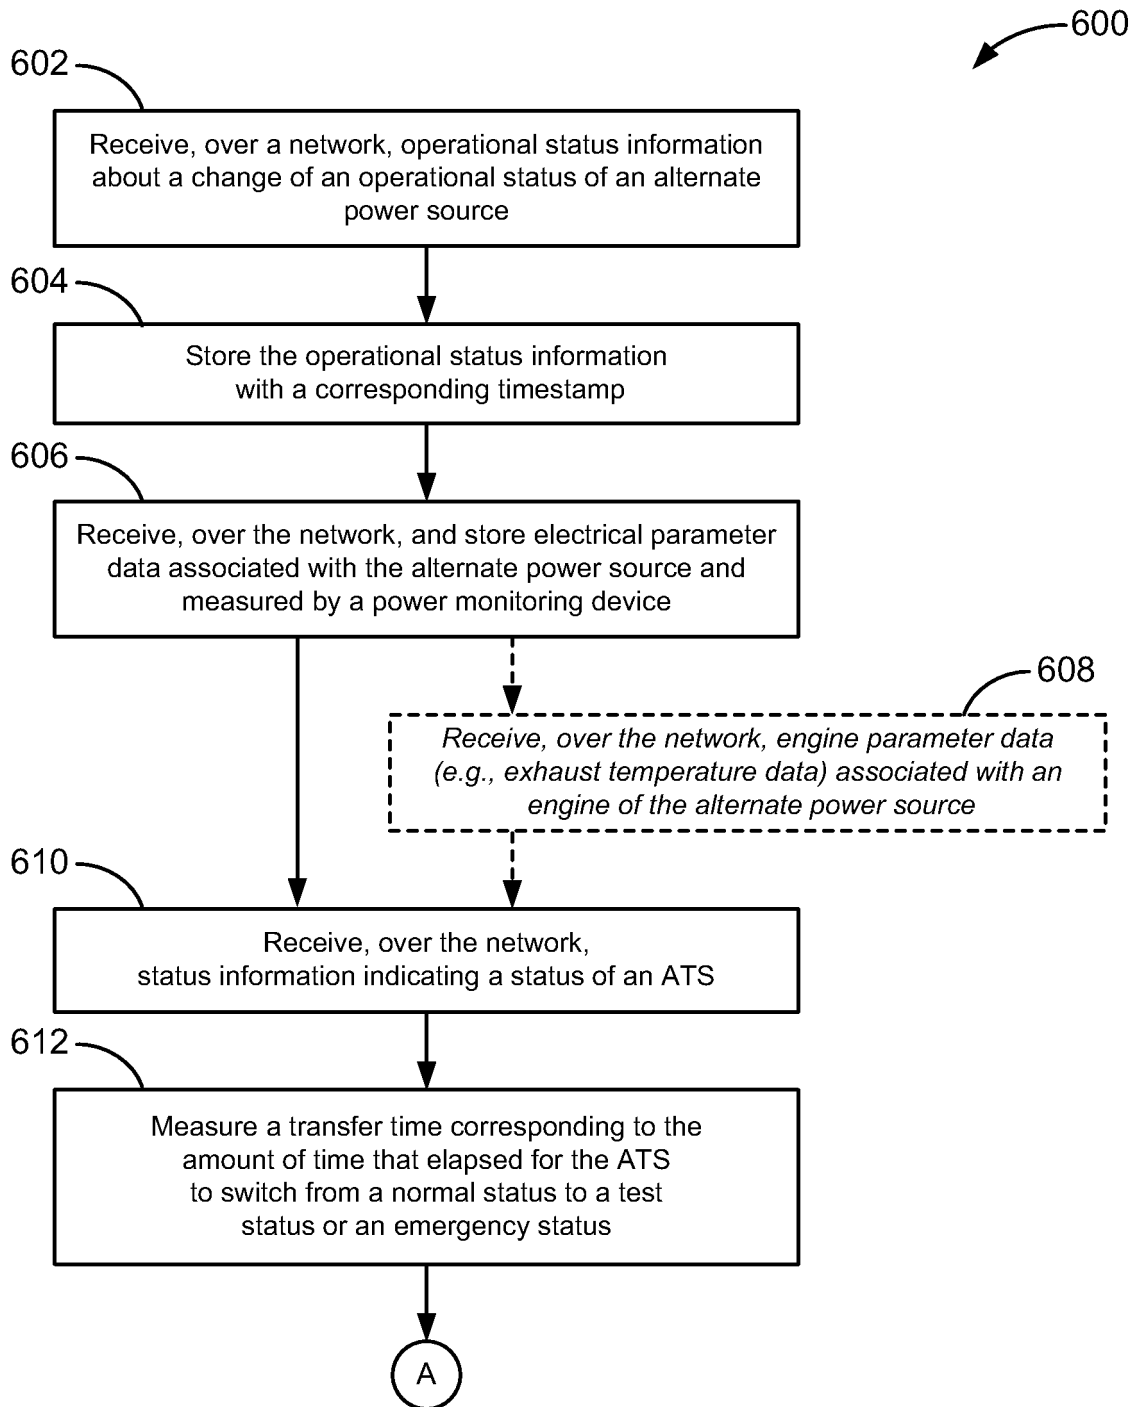 600
602
Receive, over a network, operational status information
about a change of an operational status of an alternate
power source
604
Store the operational status information
with a corresponding timestamp
606
Receive, over the network, and store electrical parameter
data associated with the alternate power source and
measured by a power monitoring device
608
Receive, over the network, engine parameter data
(e.g., exhaust temperature data) associated with an
engine of the alternate power source
610
Receive, over the network,
status information indicating a status of an ATS
612
Measure a transfer time corresponding to the
amount of time that elapsed for the ATS
to switch from a normal status to a test
status or an emergency status
A